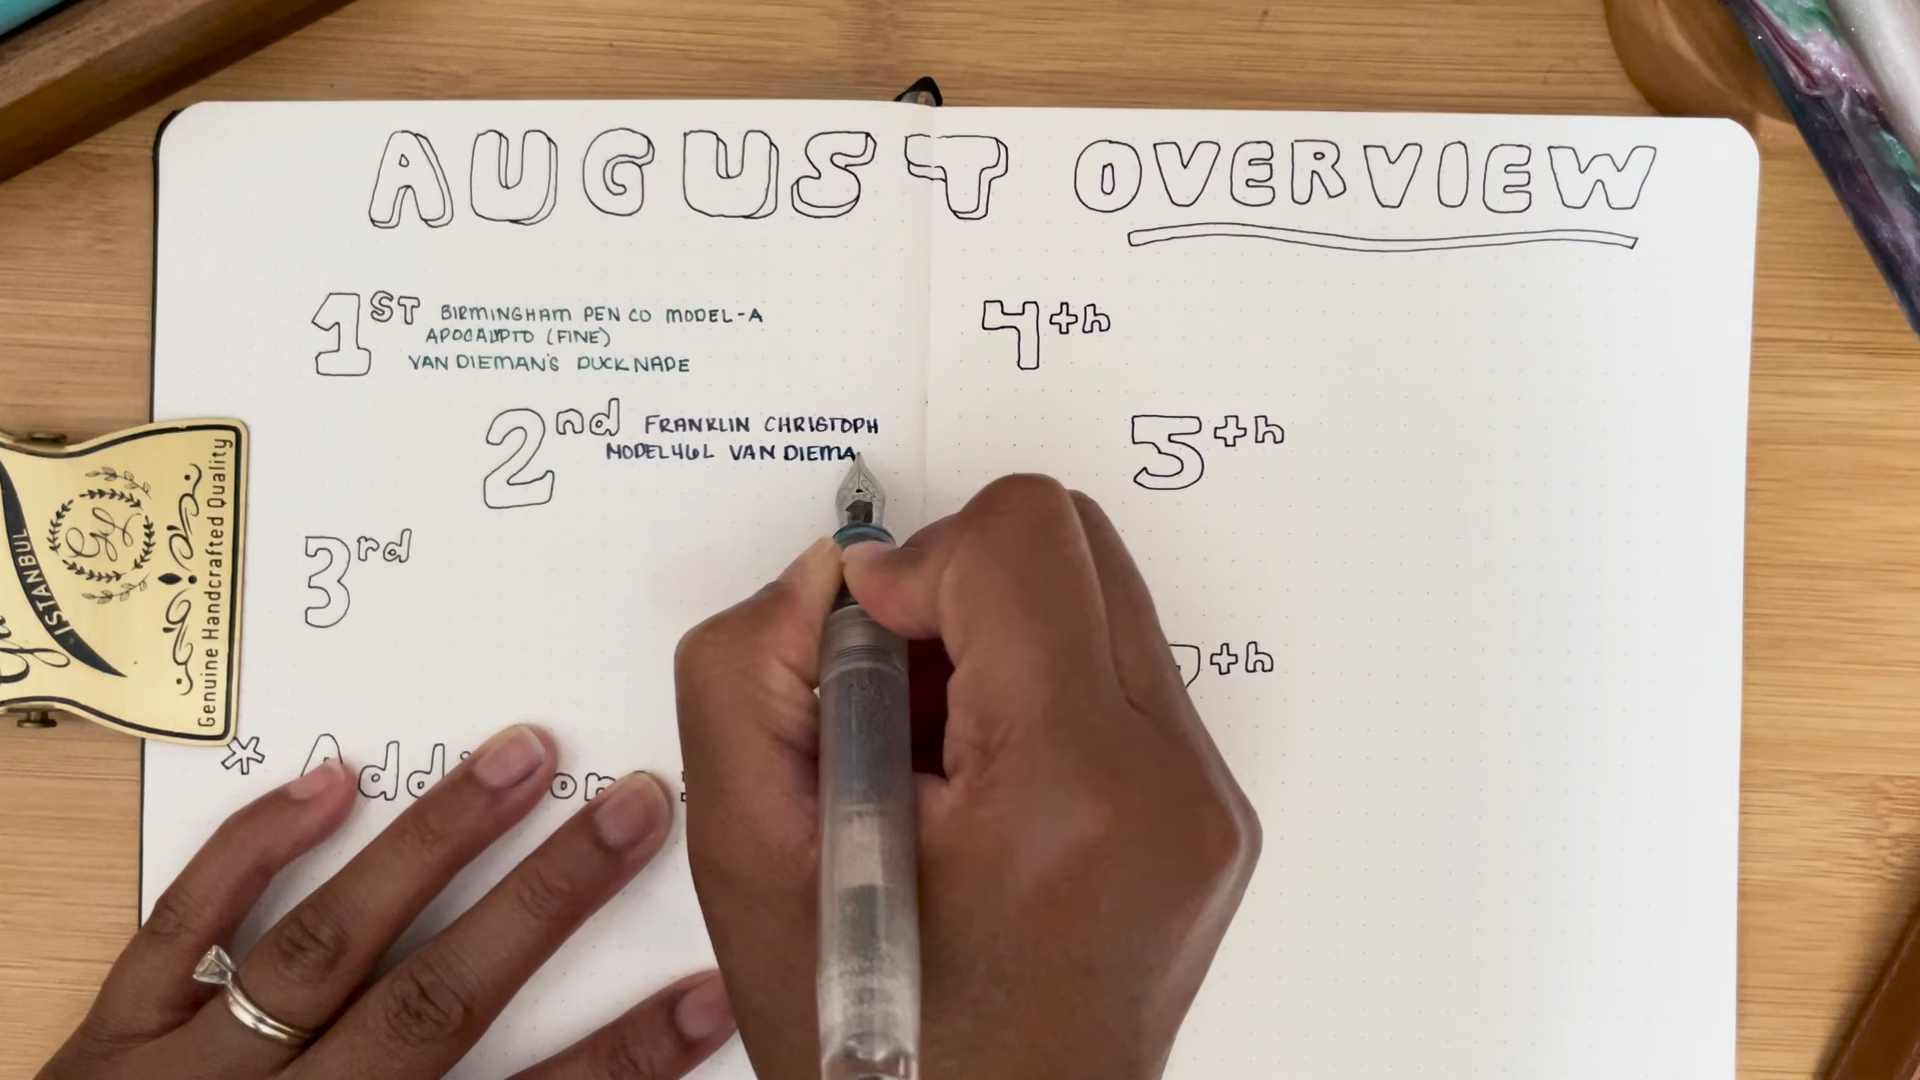 AUGUST OVERVIEW
1ST BIRMINGHAM PEN CO MODEL-A
APOCALYPTO (FINE)
VAN DIEMAN'S DUCK NADE
2nd FRANKLIN CHRISTOPH
MODEL46L VAN DIEMA
3rd
4th
5th
th
ISTANBUL
Genuine Handcrafted Quality